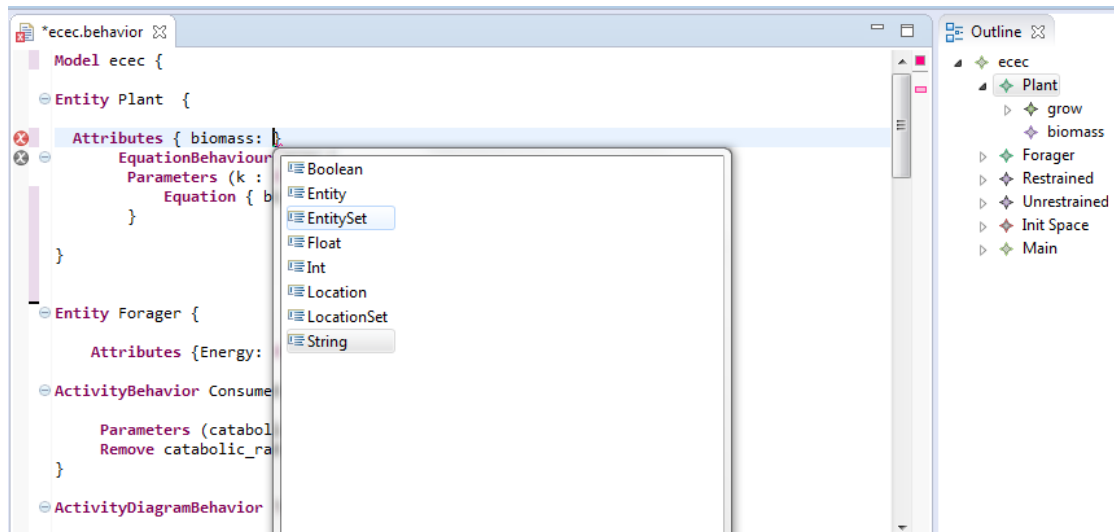 *ecec.behavior
Model ecec {
Entity Plant {
Attributes { biomass: }
EquationBehaviour
Parameters (k :
Equation { b
}
}
Entity Forager {
Attributes {Energy:
ActivityBehavior Consume
Parameters (catabol
Remove catabolic_ra
}
ActivityDiagramBehavior
Boolean
Entity
EntitySet
Float
Int
Location
LocationSet
String
Outline
ecec
Plant
grow
biomass
Forager
Restrained
Unrestrained
Init Space
Main